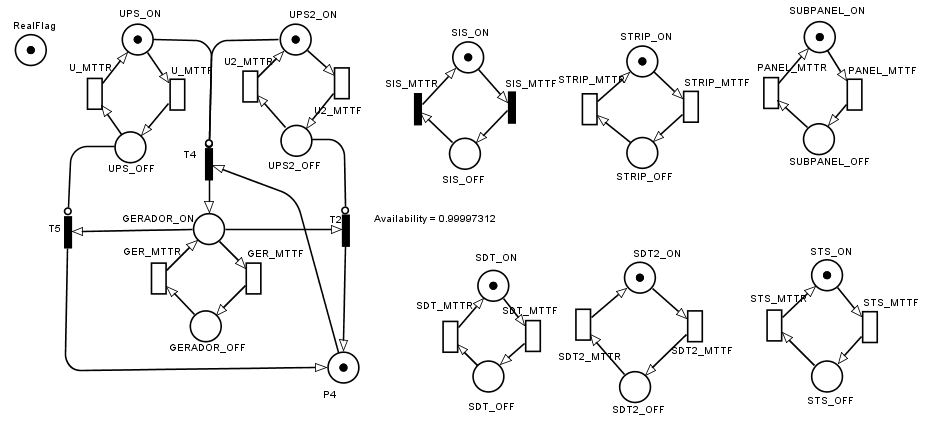 RealFlag
UPS_ON
UPS2_ON
SUBPANEL_ON
SIS_ON
STRIP_ON
U_MTTR
U_MTTF
U2_MTTR
U2_MTTF
SIS_MTTR
SIS_MTTF
STRIP_MTTR
STRIP_MTTF
PANEL_MTTR
PANEL_MTTF
UPS_OFF
UPS2_OFF
SIS_OFF
STRIP_OFF
SUBPANEL_OFF
T4
T5
GERADOR_ON
T2
Availability = 0.99997312
GER_MTTR
GER_MTTF
GERADOR_OFF
P4
SDT_ON
SDT2_ON
STS_ON
SDT_MTTR
SDT_MTTF
SDT2_MTTR
SDT2_MTTF
STS_MTTR
STS_MTTF
SDT_OFF
SDT2_OFF
STS_OFF